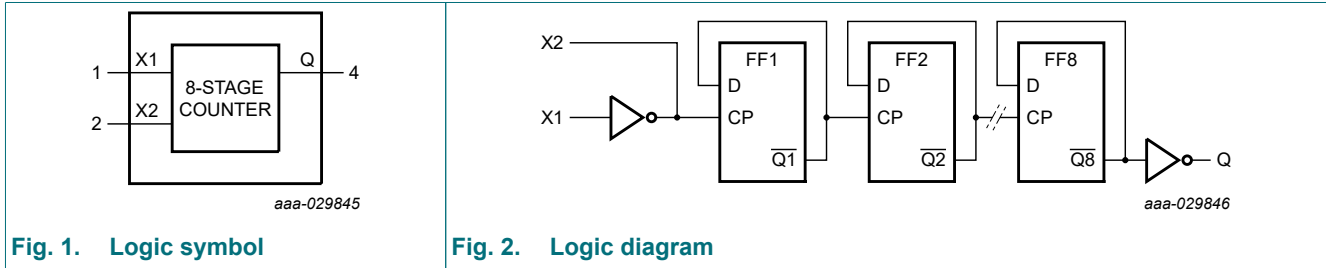 1
X1
2
X2
8-STAGE
COUNTER
Q
4
aaa-029845
Fig. 1. Logic symbol
X2
X1
FF1
D
CP
Q1
FF2
D
CP
Q2
FF8
D
CP
Q8
Q
aaa-029846
Fig. 2. Logic diagram